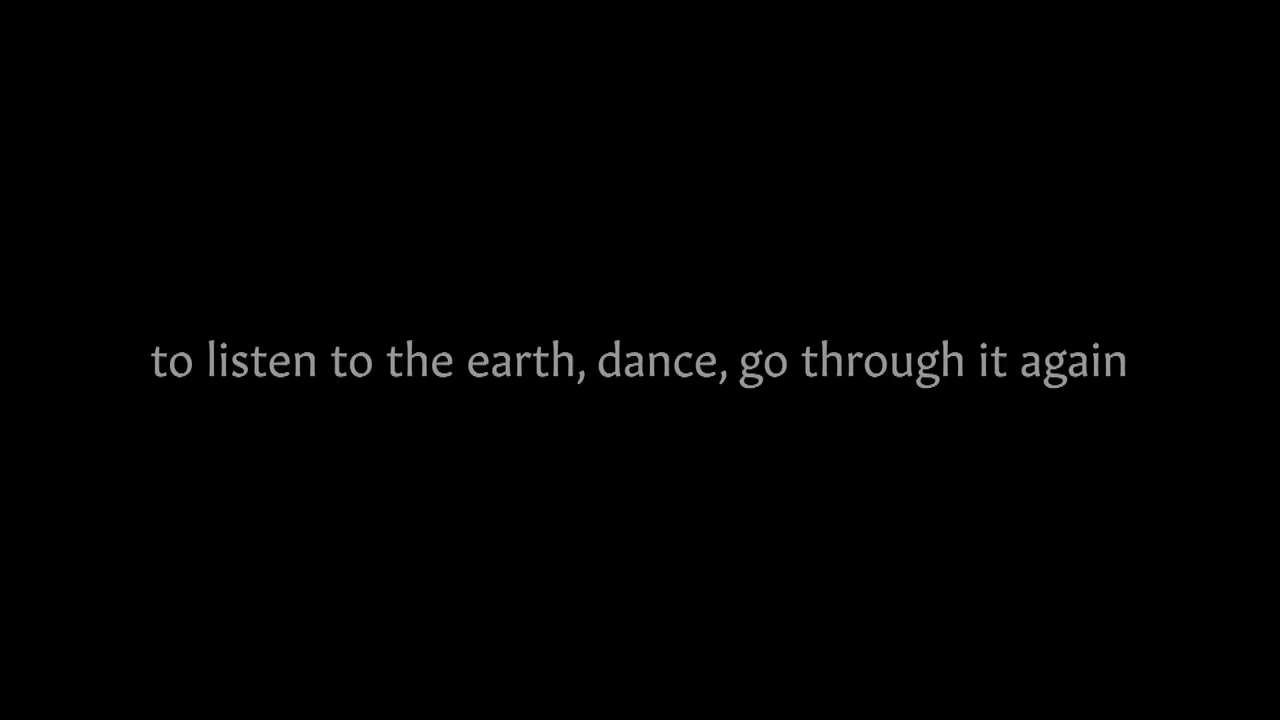 to listen to the earth, dance, go through it again